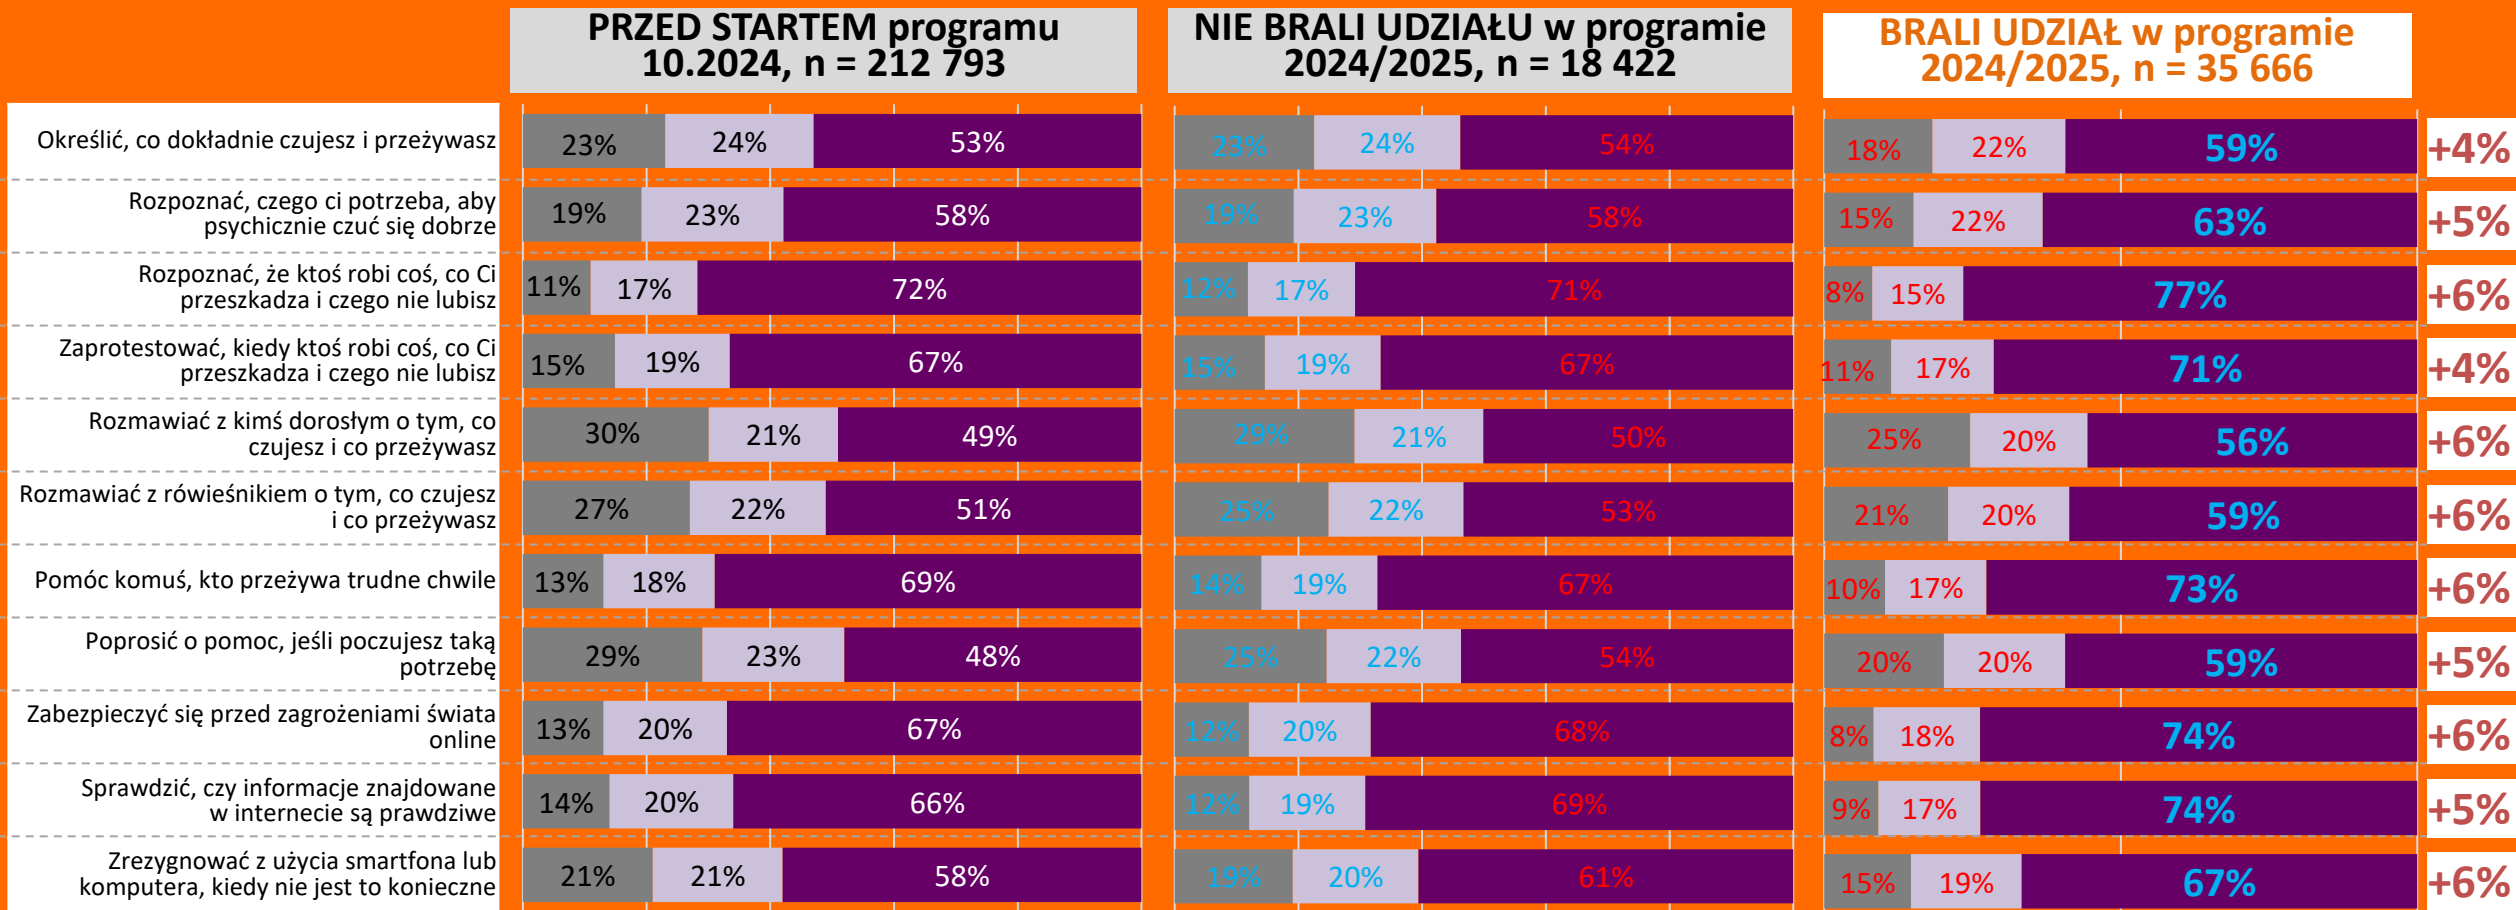 PRZED STARTEM programu
10.2024, n = 212 793
NIE BRALI UDZIAŁU w programie
2024/2025, n = 18 422
BRALI UDZIAŁ w programie
2024/2025, n = 35 666
Określić, co dokładnie czujesz i przeżywasz
23% 24% 53% 23% 24% 54% 18% 22% 59% +4%
Rozpoznać, czego ci potrzeba, aby
psychicznie czuć się dobrze
19% 23% 58% 19% 23% 58% 15% 22% 63% +5%
Rozpoznać, że ktoś robi coś, co Ci
przeszkadza i czego nie lubisz
11% 17% 72% 12% 17% 71% 8% 15% 77% +6%
Zaprotestować, kiedy ktoś robi coś, co Ci
przeszkadza i czego nie lubisz
15% 19% 67% 15% 19% 67% 11% 17% 71% +4%
Rozmawiać z kimś dorosłym o tym, co
czujesz i co przeżywasz
30% 21% 49% 29% 21% 50% 25% 20% 56% +6%
Rozmawiać z rówieśnikiem o tym, co czujesz
i co przeżywasz
27% 22% 51% 25% 22% 53% 21% 20% 59% +6%
Pomóc komuś, kto przeżywa trudne chwile
13% 18% 69% 14% 19% 67% 10% 17% 73% +6%
Poprosić o pomoc, jeśli poczujesz taką
potrzebę
29% 23% 48% 25% 22% 54% 20% 20% 59% +5%
Zabezpieczyć się przed zagrożeniami świata
online
13% 20% 67% 12% 20% 68% 8% 18% 74% +6%
Sprawdzić, czy informacje znajdowane
w internecie są prawdziwe
14% 20% 66% 12% 19% 69% 9% 17% 74% +5%
Zrezygnować z użycia smartfona lub
komputera, kiedy nie jest to konieczne
21% 21% 58% 19% 20% 61% 15% 19% 67% +6%